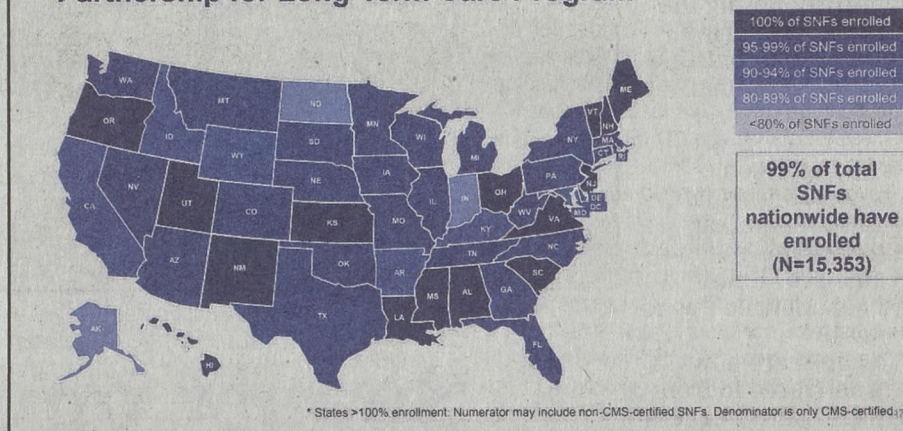 Partnership for Long-Term Care Program
100% of SNFs enrolled
95-99% of SNFs enrolled
90-94% of SNFs enrolled
80-89% of SNFs enrolled
<80% of SNFs enrolled
99% of total
SNFs
nationwide have
enrolled
(N=15,353)
WA
MT
ND
MN
ME
VT
NH
OR
ID
SD
WI
MI
NY
MA
CT
RI
WY
NE
IA
PA
NJ
NV
UT
CO
IL
IN
OH
DE
DC
MD
CA
KS
MO
KY
WV
VA
AZ
NM
OK
AR
TN
NC
SC
TX
LA
MS
AL
GA
AK
HI
FL
* States >100% enrollment: Numerator may include non-CMS-certified SNFs. Denominator is only CMS-certified.17